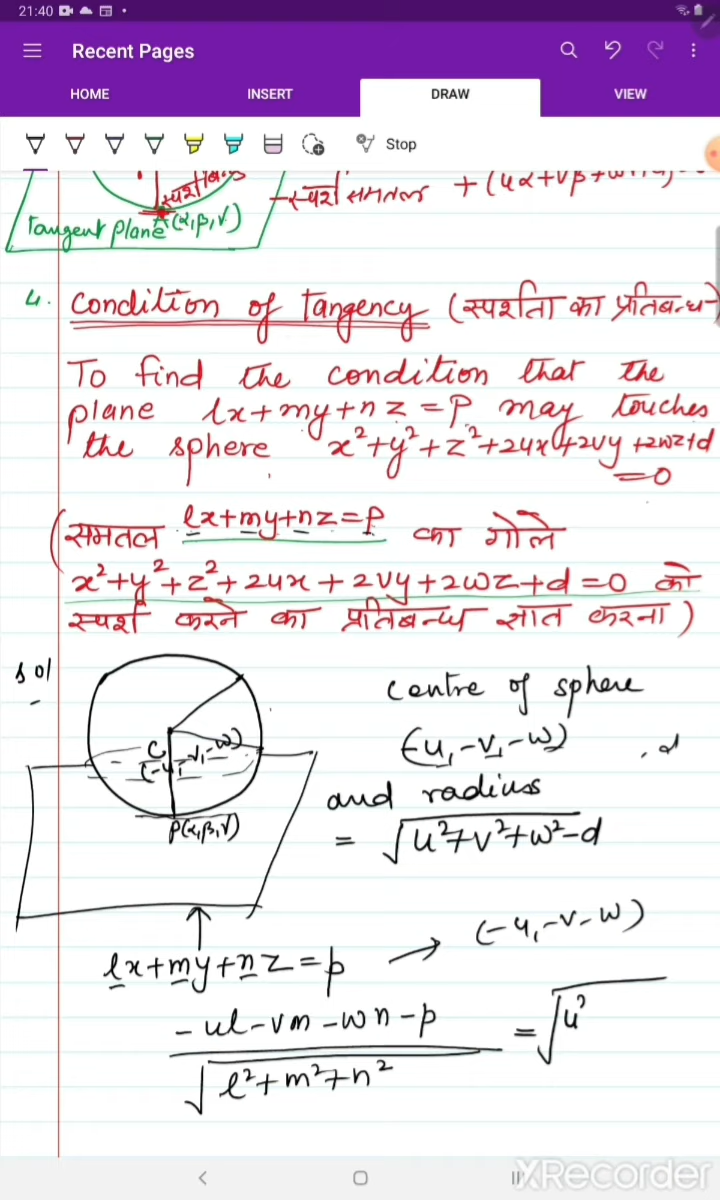 21:40
Recent Pages
HOME INSERT DRAW VIEW
Stop
स्पर्श समतल
Tangent plane A(α,β,γ)
4. Condition of Tangency (स्पर्शता का प्रतिबन्ध)
To find the condition that the
plane lx+my+nz=p may touches
the sphere x²+y²+z²+2ux+2vy+2wz+d
=0
(समतल lx+my+nz=p का गोले
x²+y²+z²+2ux+2vy+2wz+d=0 को
स्पर्श करने का प्रतिबन्ध ज्ञात करना)
Sol
C
(-u,-v,-w)
P(α,β,γ)
centre of sphere
(-u,-v,-w)
and radius
= √u²+v²+w²-d
lx+my+nz=p → (-u,-v-w)
-ul-vm-wn-p
√l²+m²+n²
= √u²
XRecorder